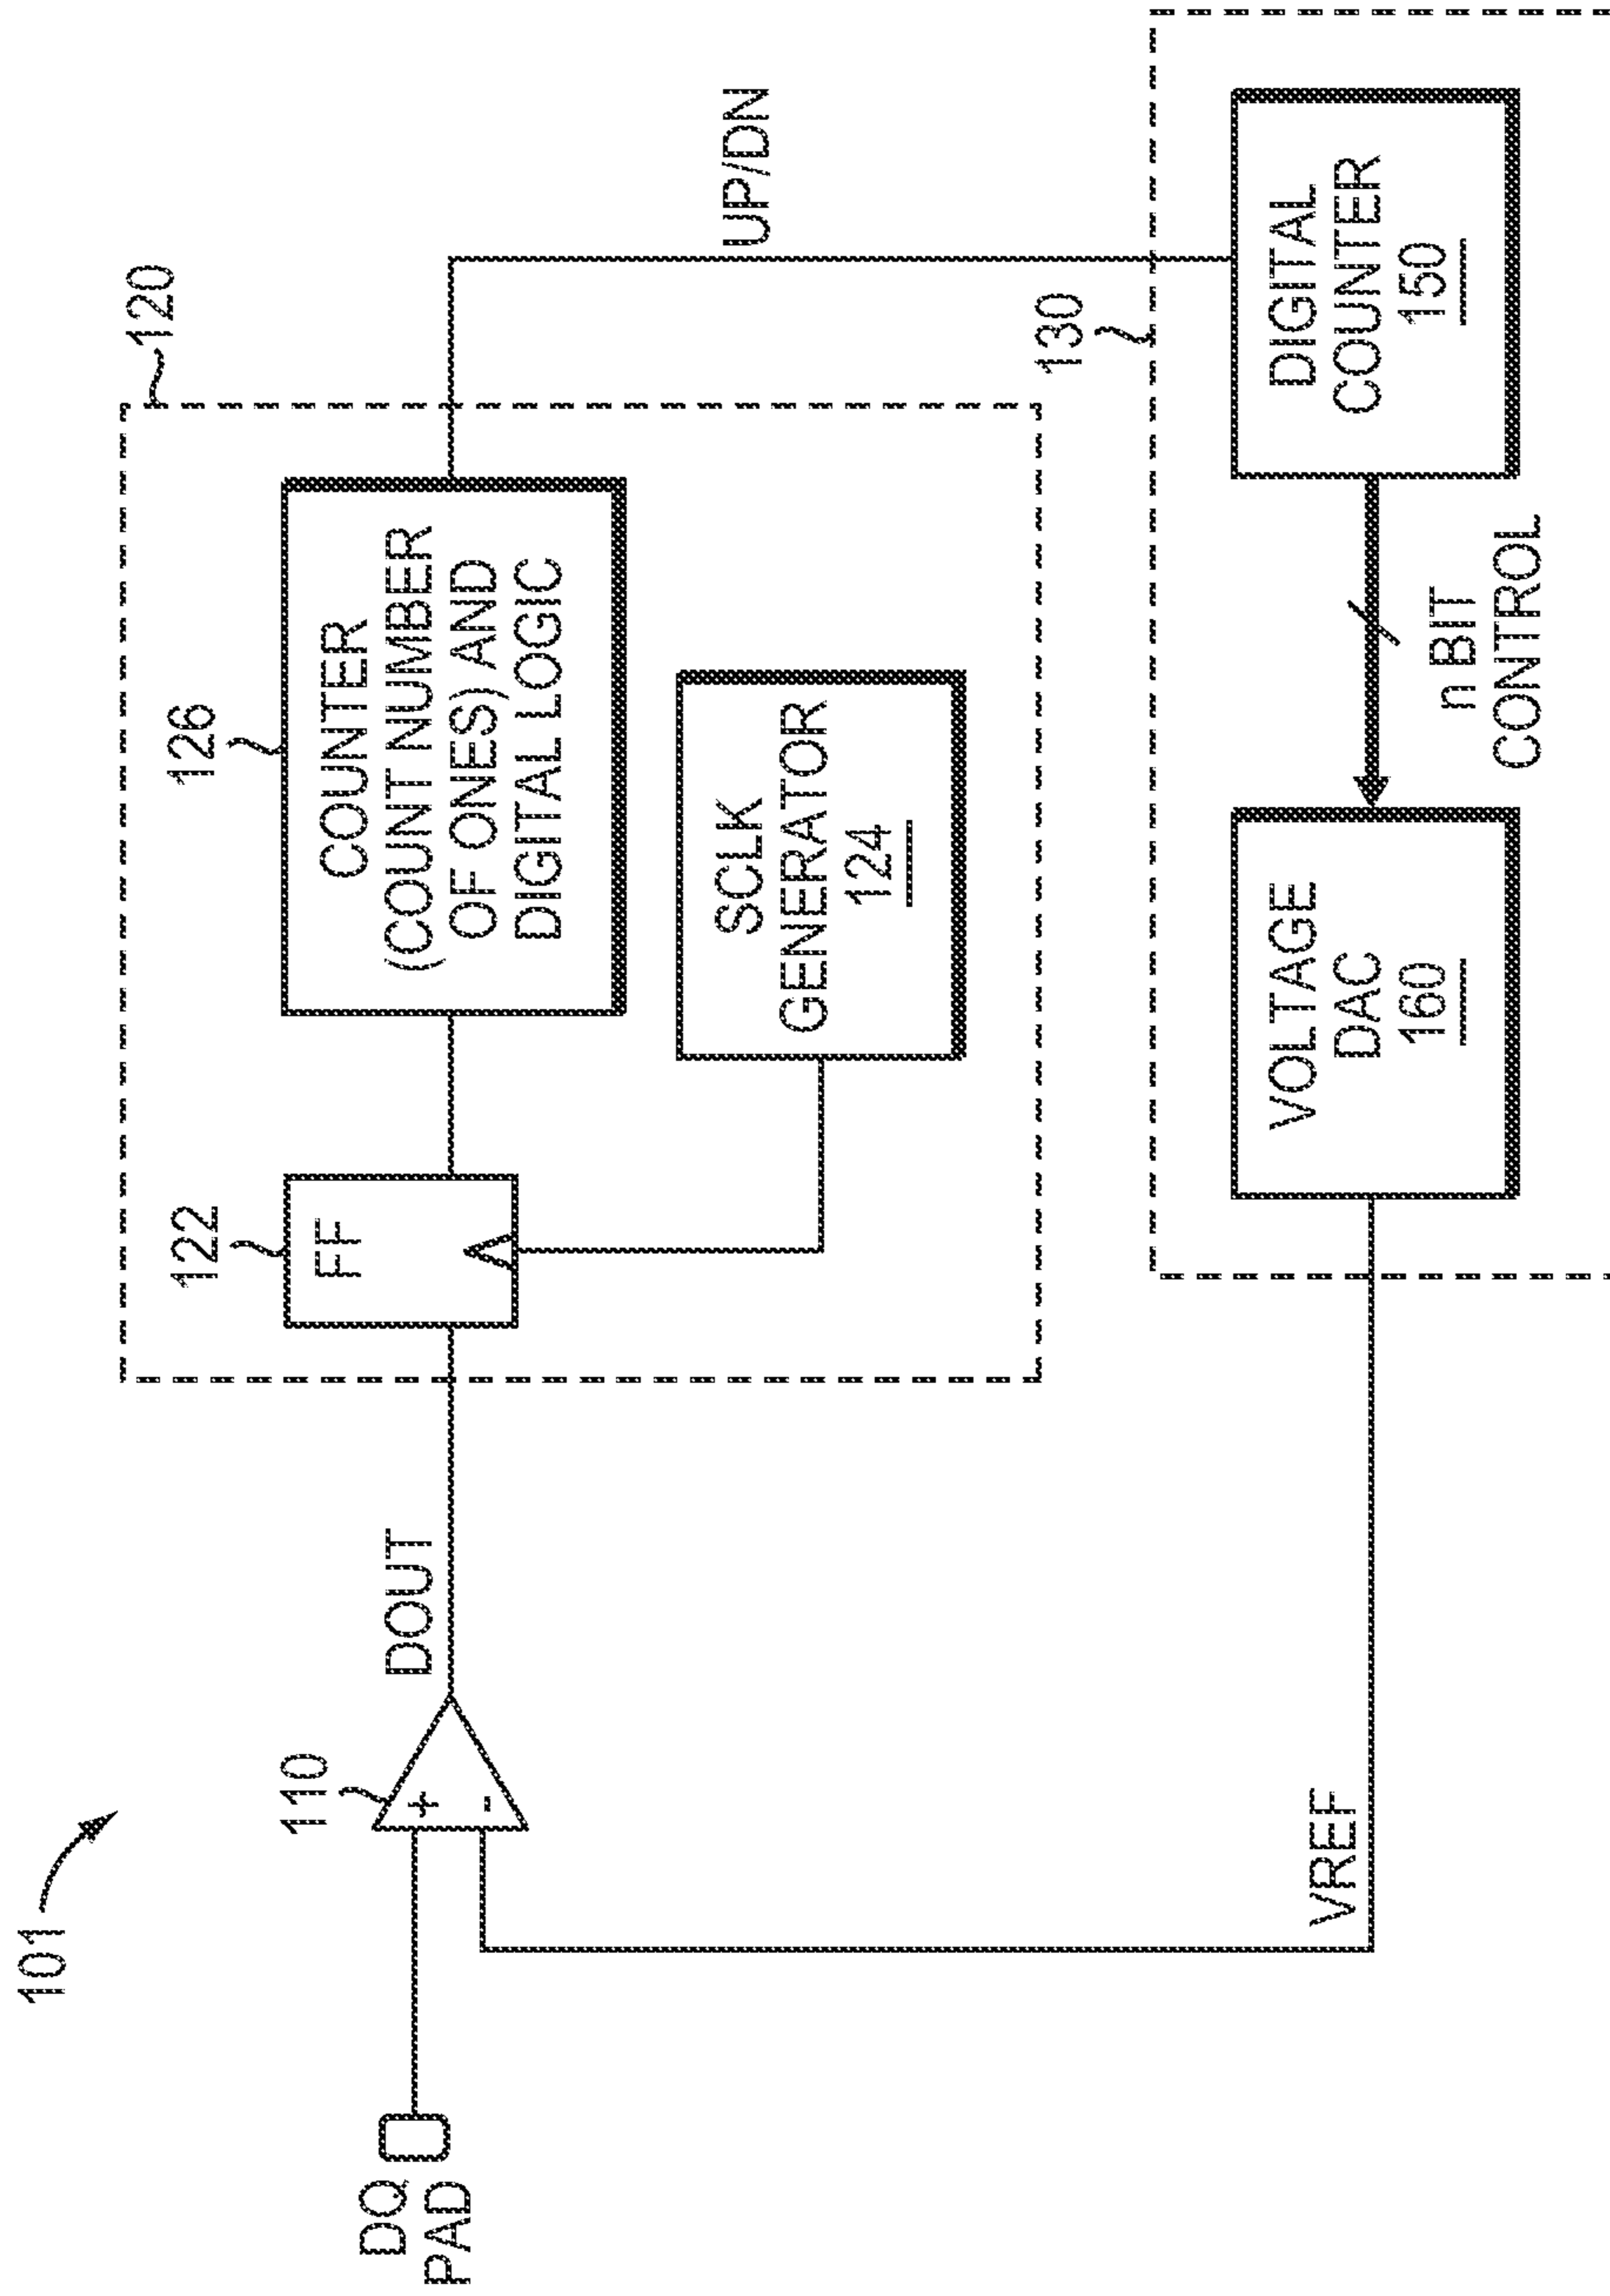 101
120
126
COUNTER
(COUNT NUMBER
OF ONES) AND
DIGITAL LOGIC
122
FF
110
+
-
DOUT
UP/DN
DQ
PAD
SCLK
GENERATOR
124
130
VREF
VOLTAGE
DAC
160
n BIT
CONTROL
DIGITAL
COUNTER
150